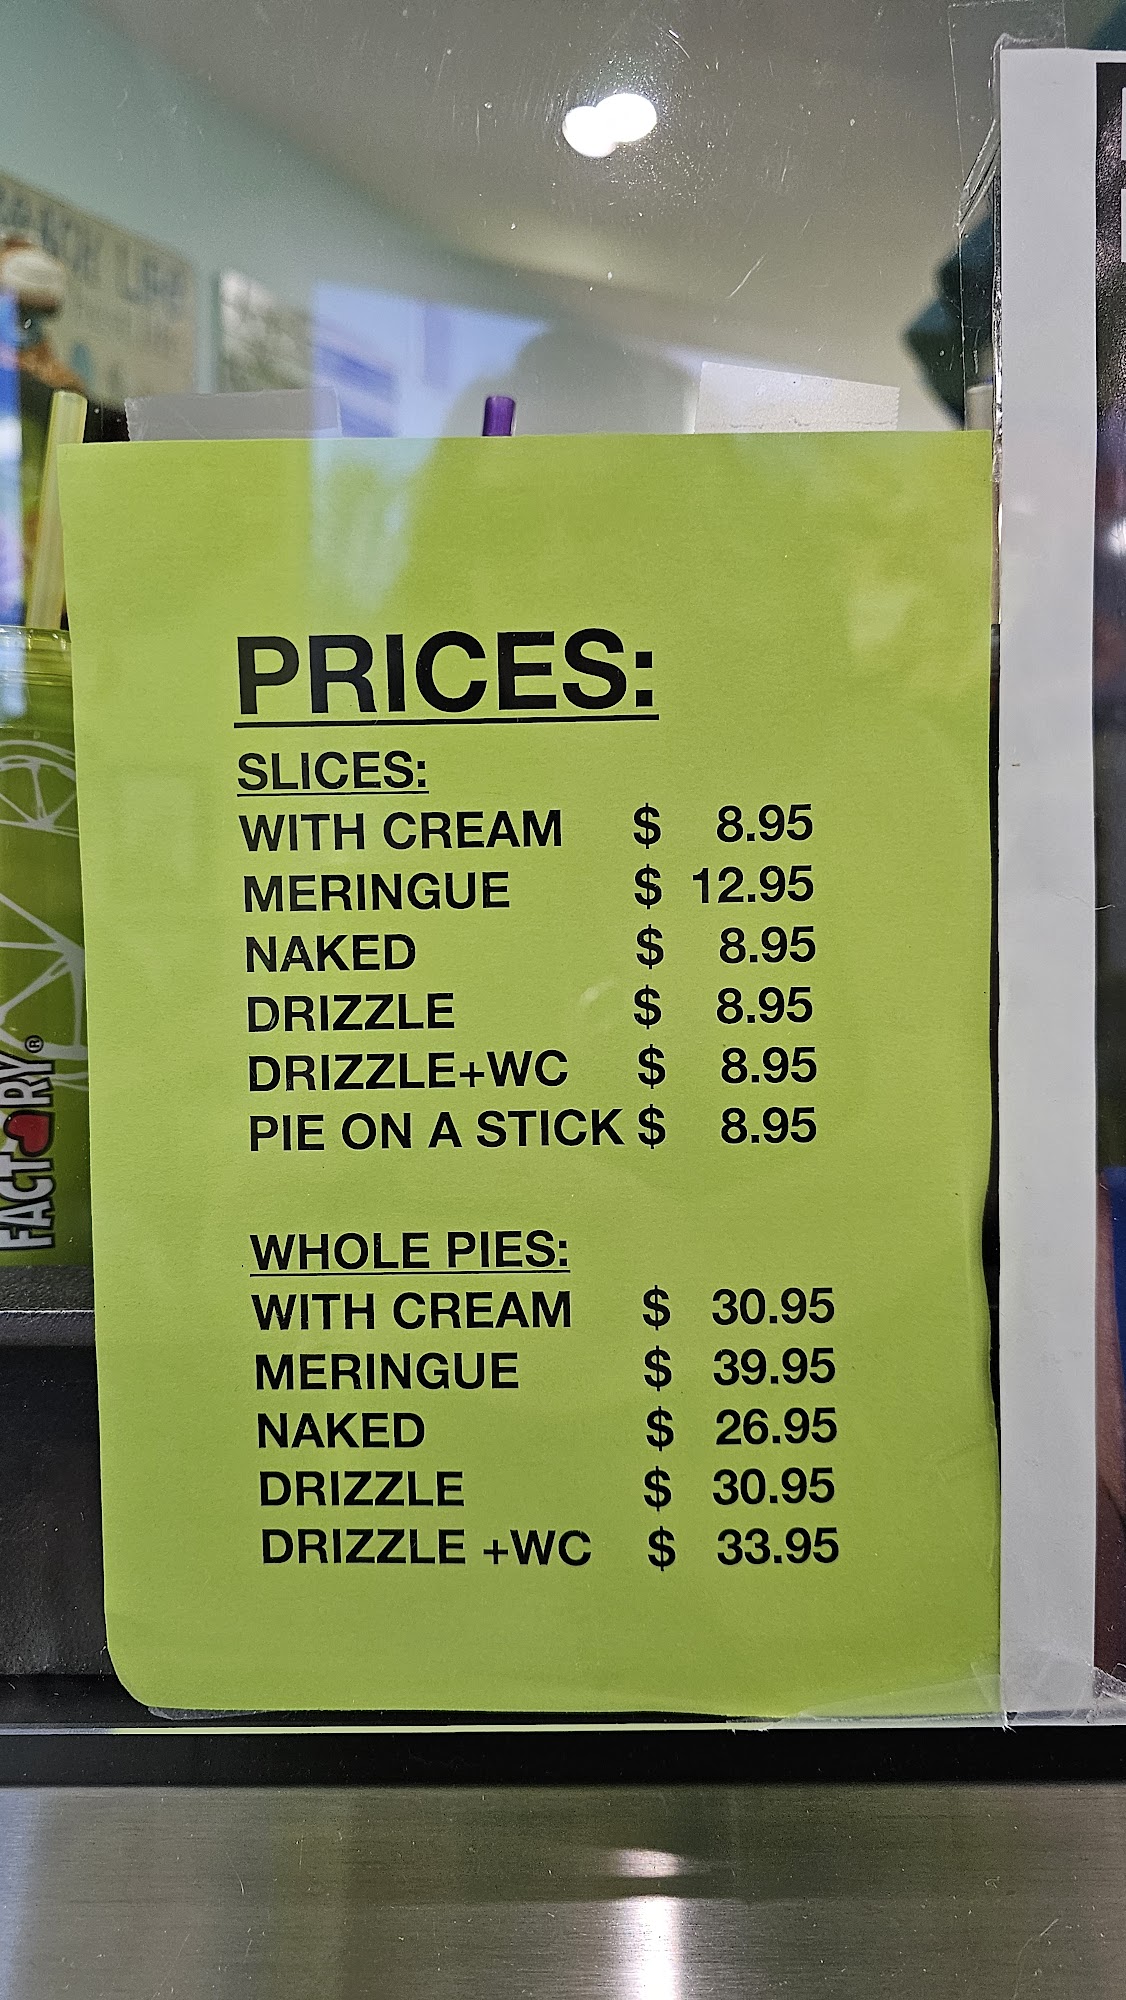 PRICES:
SLICES:
WITH CREAM $ 8.95
MERINGUE $ 12.95
NAKED $ 8.95
DRIZZLE $ 8.95
DRIZZLE+WC $ 8.95
PIE ON A STICK $ 8.95
WHOLE PIES:
WITH CREAM $ 30.95
MERINGUE $ 39.95
NAKED $ 26.95
DRIZZLE $ 30.95
DRIZZLE +WC $ 33.95
FACTORY®